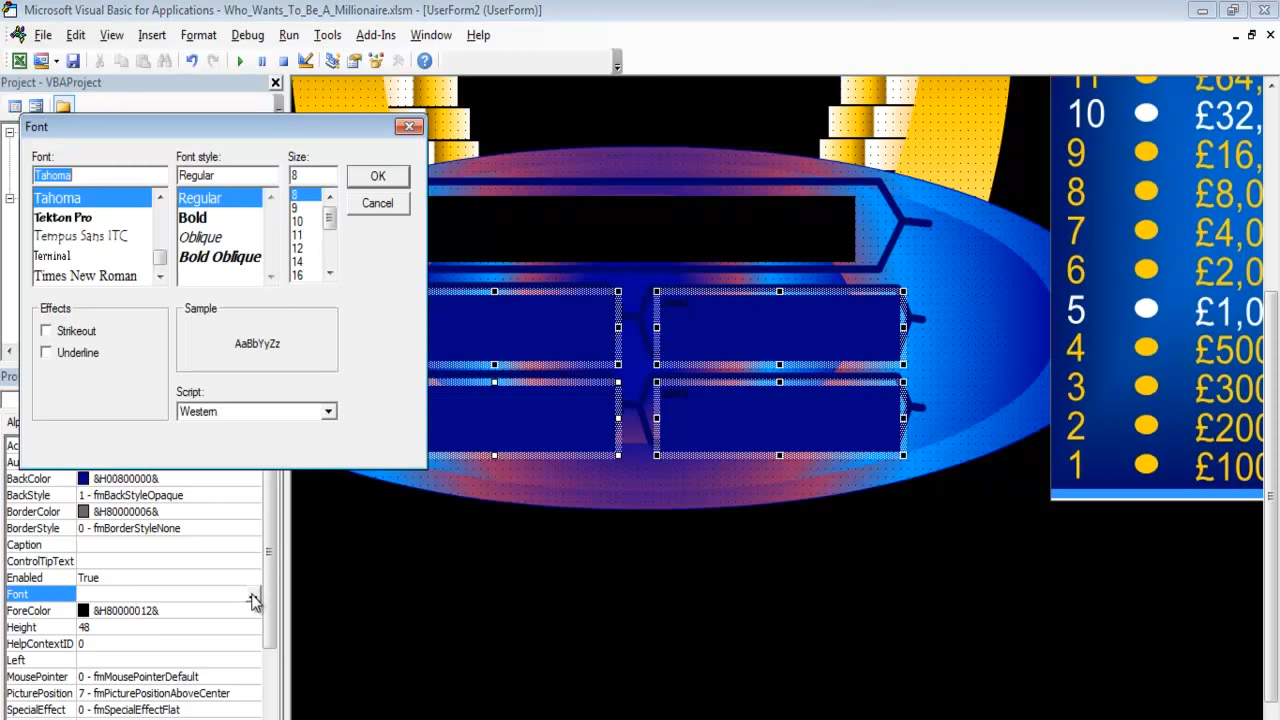 Microsoft Visual Basic for Applications - Who_Wants_To_Be_A_Millionaire.xlsm - [UserForm2 (UserForm)]
File Edit View Insert Format Debug Run Tools Add-Ins Window Help
Project - VBAProject
Font
Font: Font style: Size:
Tahoma Regular 8 OK
Tahoma Regular 8
Tekton Pro Bold 9 Cancel
Tempus Sans ITC Oblique 10
Terminal Bold Oblique 11
Times New Roman 12
14
16
Effects Sample
Strikeout
Underline AaBbYyZz
Script:
Western
BackColor &H00800000&
BackStyle 1 - fmBackStyleOpaque
BorderColor &H80000006&
BorderStyle 0 - fmBorderStyleNone
Caption
ControlTipText
Enabled True
Font
ForeColor &H80000012&
Height 48
HelpContextID 0
Left
MousePointer 0 - fmMousePointerDefault
PicturePosition 7 - fmPicturePositionAboveCenter
SpecialEffect 0 - fmSpecialEffectFlat
11 £64,
10 £32,
9 £16,
8 £8,0
7 £4,0
6 £2,0
5 £1,0
4 £500
3 £300
2 £200
1 £100